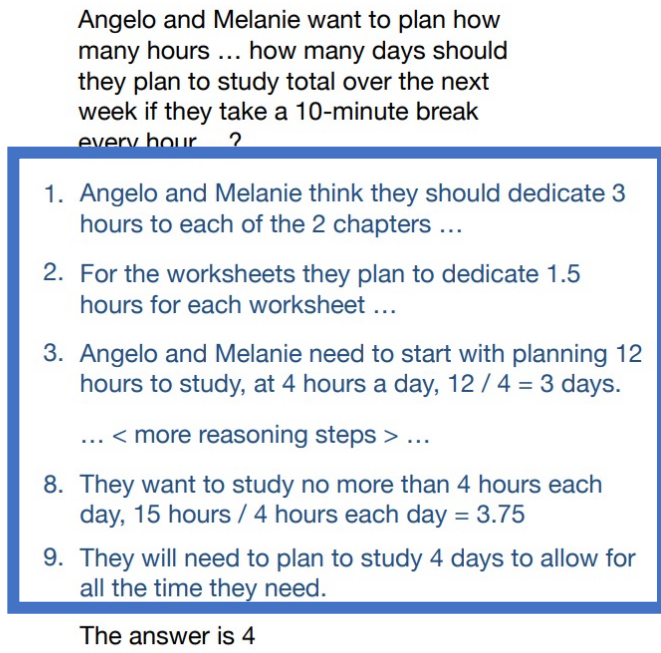 Angelo and Melanie want to plan how
many hours … how many days should
they plan to study total over the next
week if they take a 10-minute break
every hour … ?
1. Angelo and Melanie think they should dedicate 3
hours to each of the 2 chapters …
2. For the worksheets they plan to dedicate 1.5
hours for each worksheet …
3. Angelo and Melanie need to start with planning 12
hours to study, at 4 hours a day, 12 / 4 = 3 days.
… < more reasoning steps > …
8. They want to study no more than 4 hours each
day, 15 hours / 4 hours each day = 3.75
9. They will need to plan to study 4 days to allow for
all the time they need.
The answer is 4